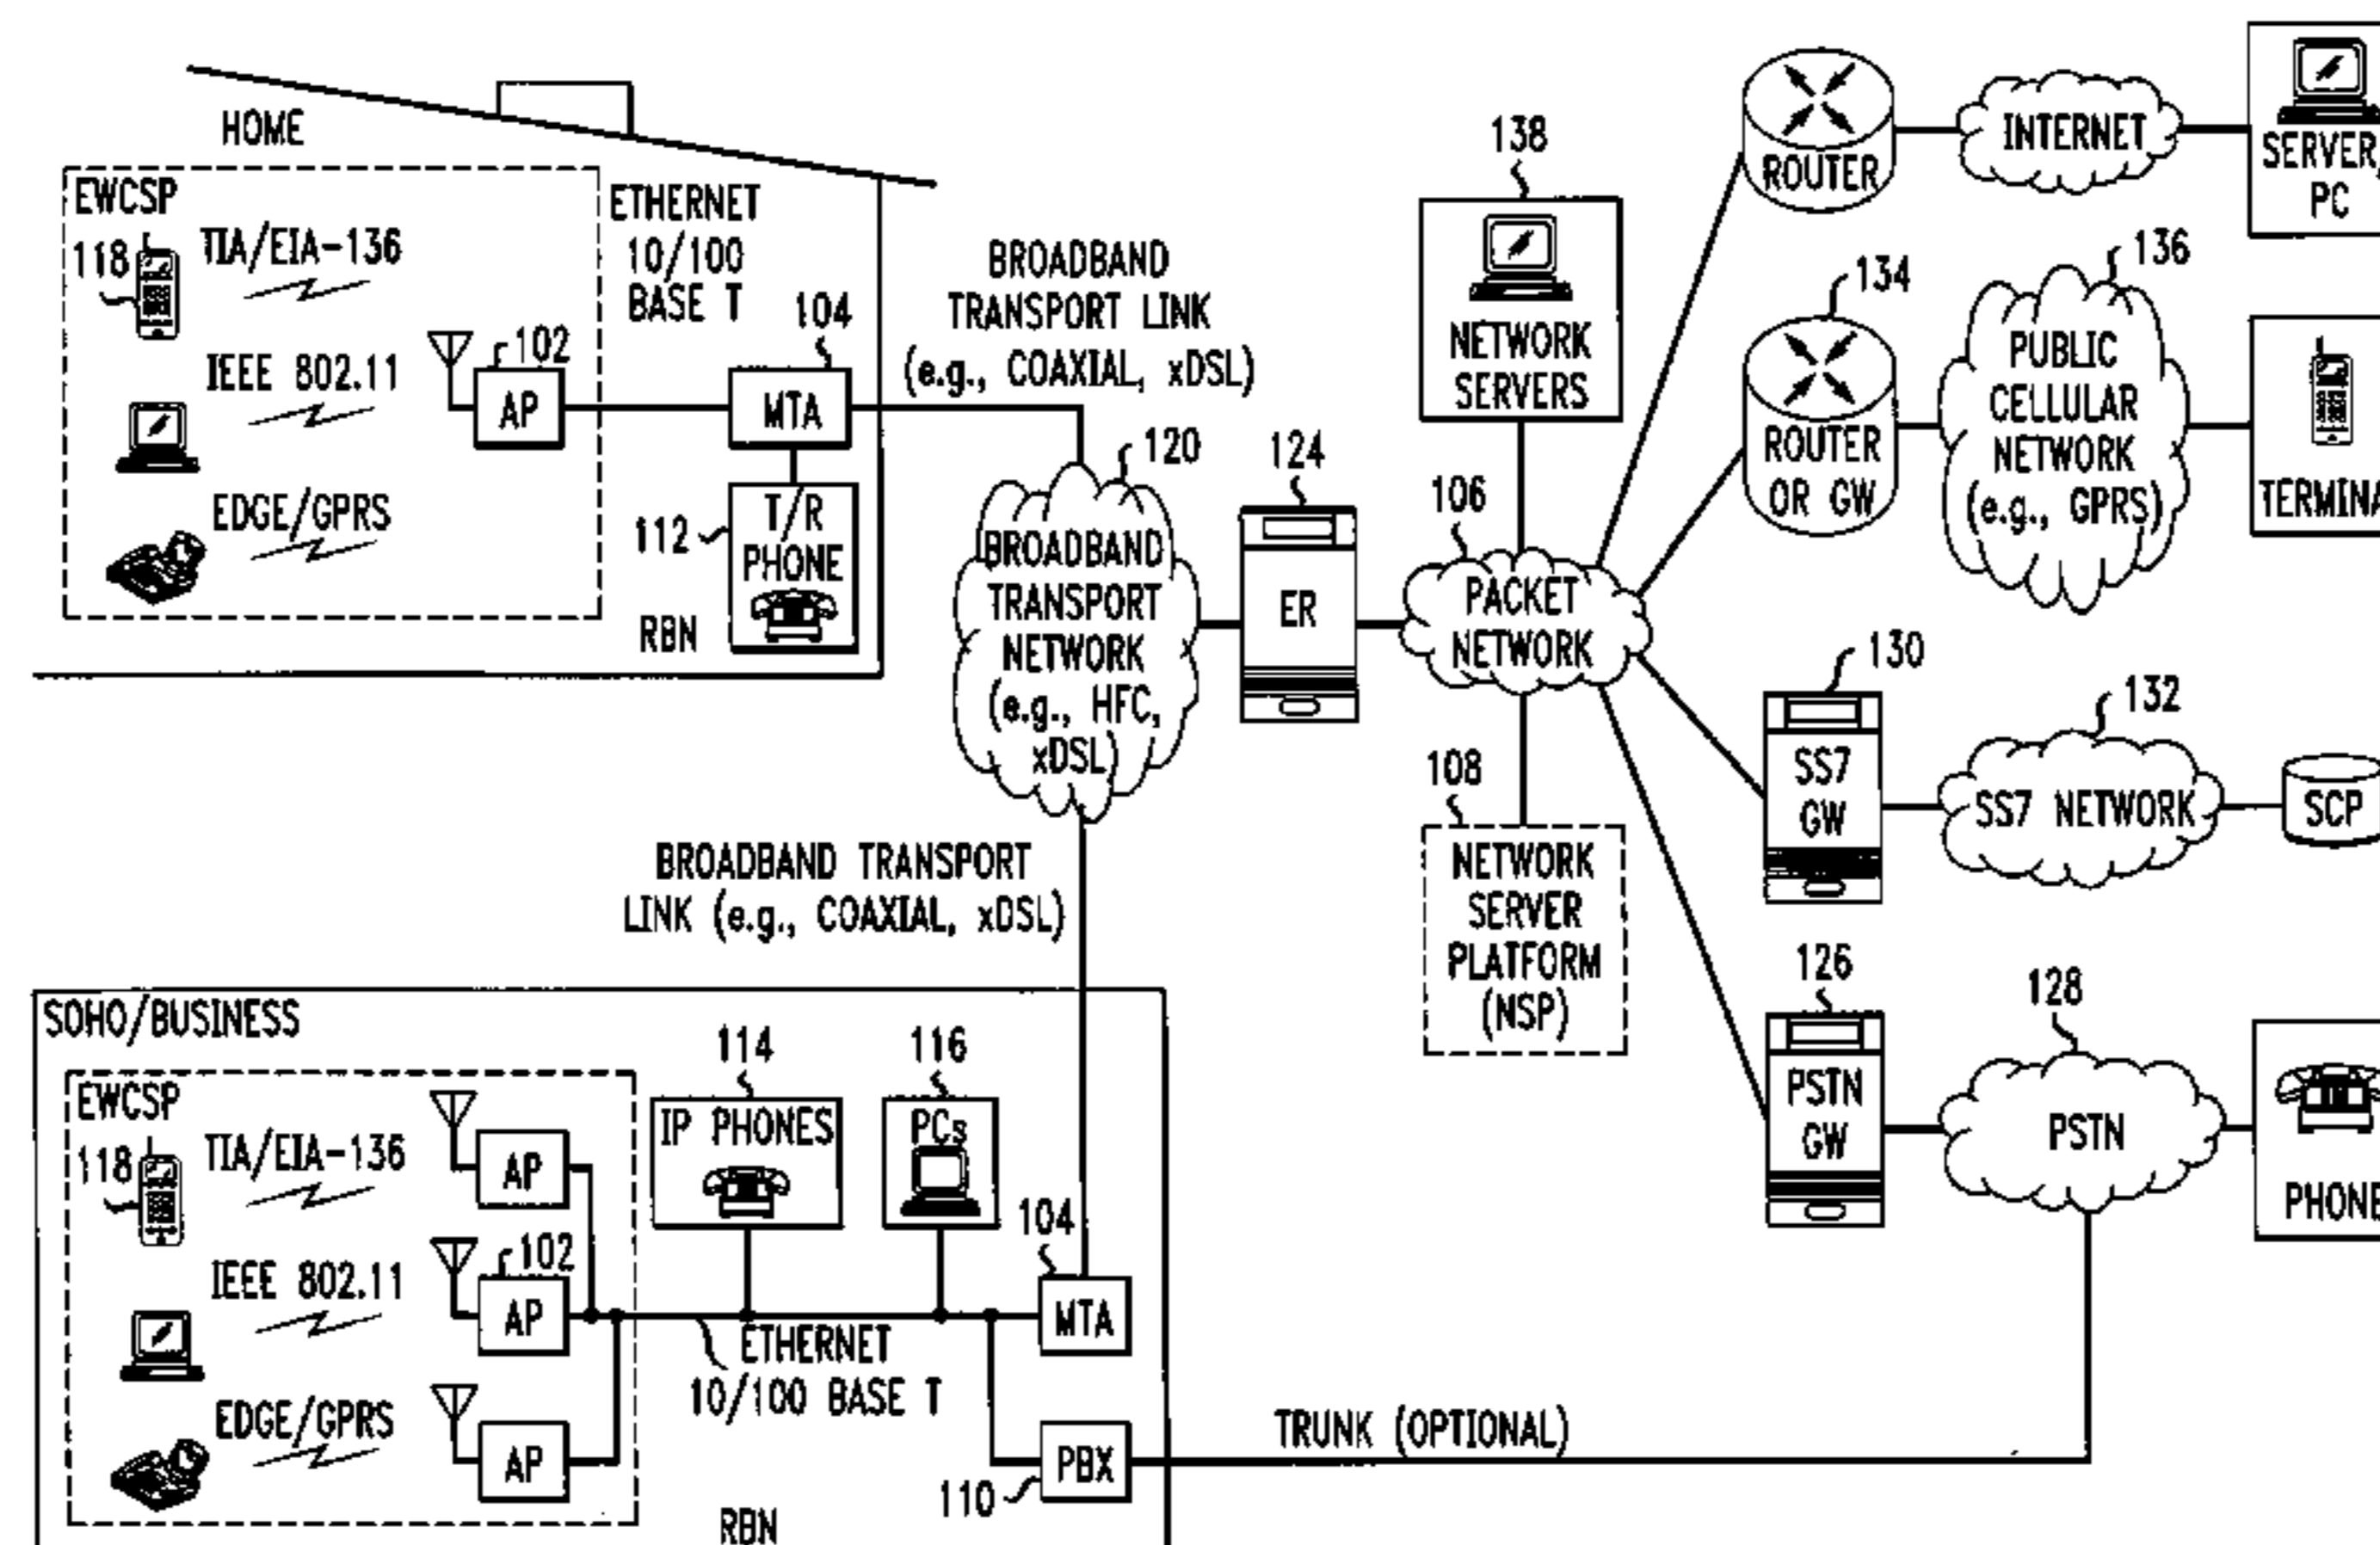 HOME
EWCSP
118
TIA/EIA-136
IEEE 802.11
EDGE/GPRS
102
AP
ETHERNET
10/100
BASE T
104
MTA
112
T/R
PHONE
RBN
BROADBAND
TRANSPORT LINK
(e.g., COAXIAL, xDSL)
120
BROADBAND
TRANSPORT
NETWORK
(e.g., HFC,
xDSL)
124
ER
138
NETWORK
SERVERS
106
PACKET
NETWORK
108
NETWORK
SERVER
PLATFORM
(NSP)
ROUTER
INTERNET
SERVER,
PC
134
ROUTER
OR GW
136
PUBLIC
CELLULAR
NETWORK
(e.g., GPRS)
130
SS7
GW
132
SS7 NETWORK
SCP
126
PSTN
GW
128
PSTN
PHONE
BROADBAND TRANSPORT
LINK (e.g., COAXIAL, xDSL)
SOHO/BUSINESS
EWCSP
118
TIA/EIA-136
IEEE 802.11
EDGE/GPRS
AP
102
AP
AP
114
IP PHONES
116
PCs
104
MTA
ETHERNET
10/100 BASE T
PBX
110
TRUNK (OPTIONAL)
RBN